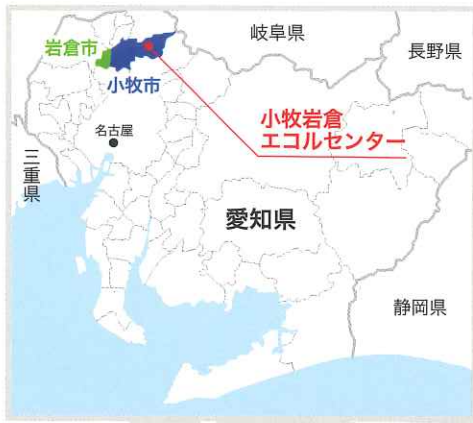 岐阜県
長野県
岩倉市
小牧市
小牧岩倉
エコルセンター
名古屋
三重県
愛知県
静岡県